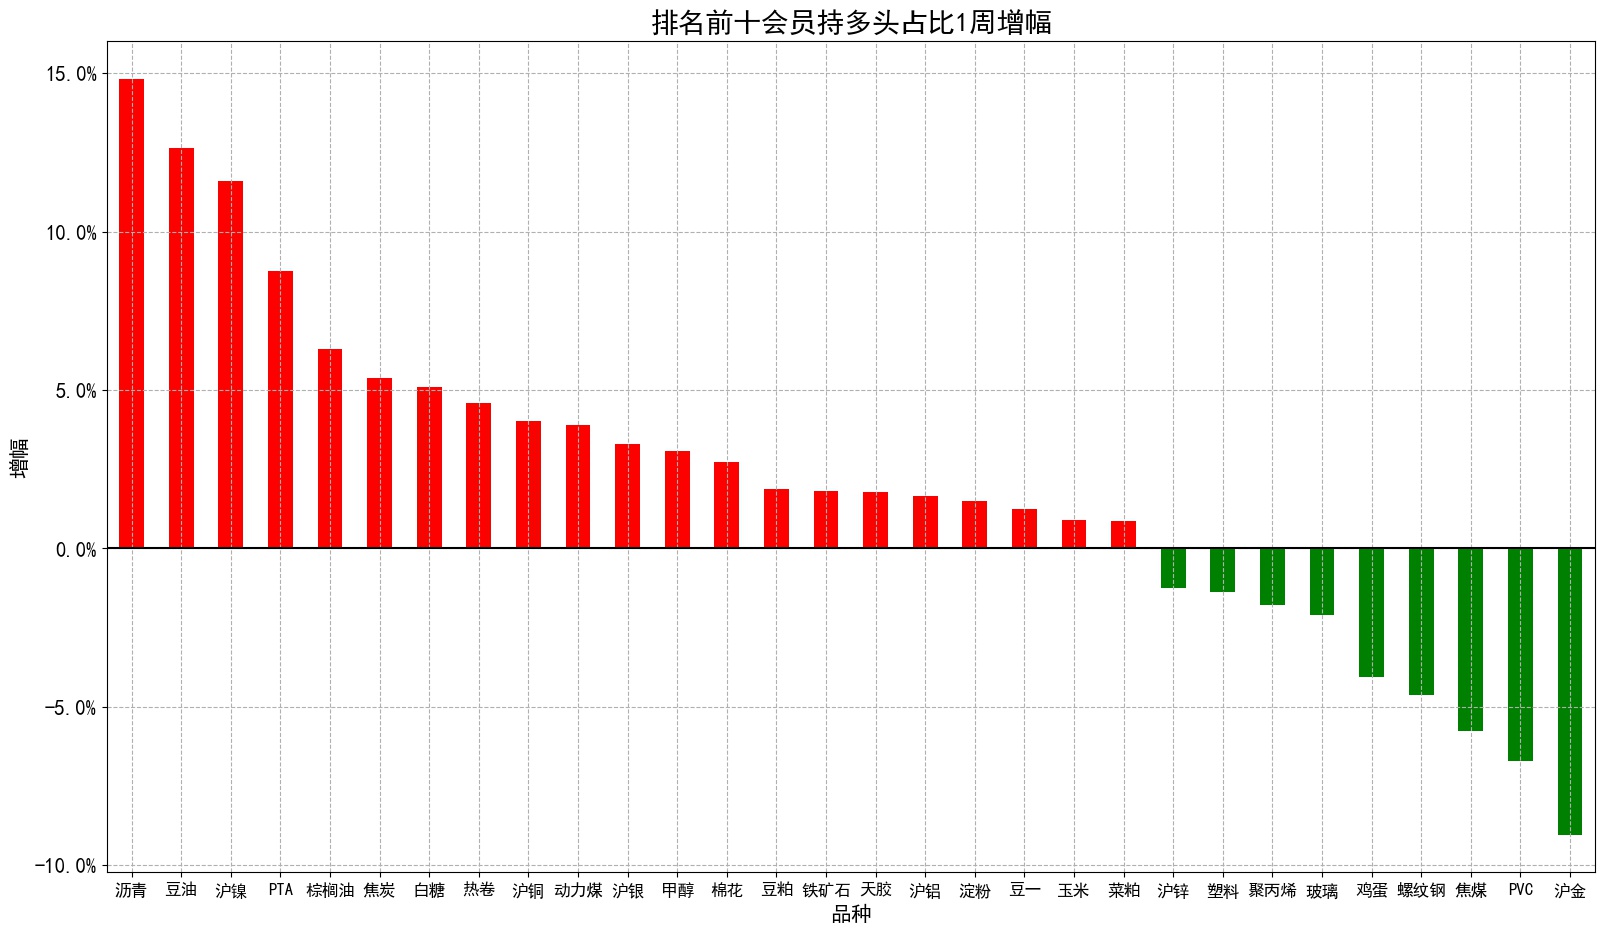 排名前十会员持多头占比1周增幅
15.0%
10.0%
5.0%
0.0%
−5.0%
−10.0%
增幅
沥青 豆油 沪镍 PTA 棕榈油 焦炭 白糖 热卷 沪铜 动力煤 沪银 甲醇 棉花 豆粕 铁矿石 天胶 沪铝 淀粉 豆一 玉米 菜粕 沪锌 塑料 聚丙烯 玻璃 鸡蛋 螺纹钢 焦煤 PVC 沪金
品种